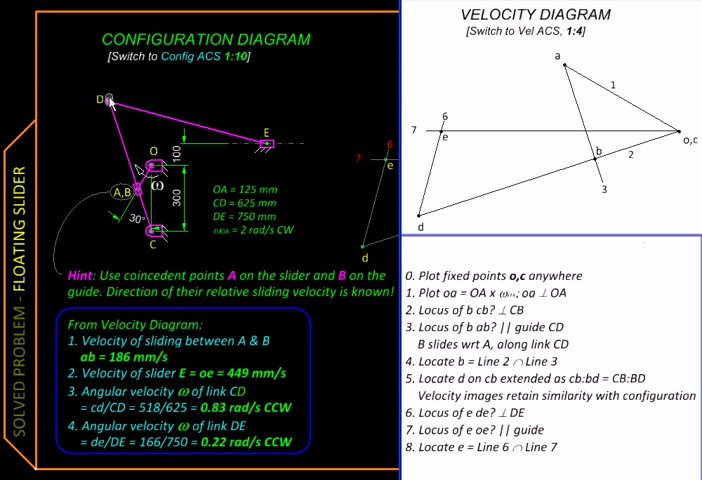 CONFIGURATION DIAGRAM
[Switch to Config ACS 1:10]
D
E
O
100
A,B
ω
300
30°
C
OA = 125 mm
CD = 625 mm
DE = 750 mm
ωOA = 2 rad/s CW
6
7
e
d
Hint: Use coincedent points A on the slider and B on the
guide. Direction of their relative sliding velocity is known!
From Velocity Diagram:
1. Velocity of sliding between A & B
ab = 186 mm/s
2. Velocity of slider E = oe = 449 mm/s
3. Angular velocity ω of link CD
= cd/CD = 518/625 = 0.83 rad/s CCW
4. Angular velocity ω of link DE
= de/DE = 166/750 = 0.22 rad/s CCW
SOLVED PROBLEM - FLOATING SLIDER
VELOCITY DIAGRAM
[Switch to Vel ACS, 1:4]
a
1
6
7
e
o,c
b
2
3
d
0. Plot fixed points o,c anywhere
1. Plot oa = OA x ωOA; oa ⊥ OA
2. Locus of b cb? ⊥ CB
3. Locus of b ab? || guide CD
B slides wrt A, along link CD
4. Locate b = Line 2 ∩ Line 3
5. Locate d on cb extended as cb:bd = CB:BD
Velocity images retain similarity with configuration
6. Locus of e de? ⊥ DE
7. Locus of e oe? || guide
8. Locate e = Line 6 ∩ Line 7